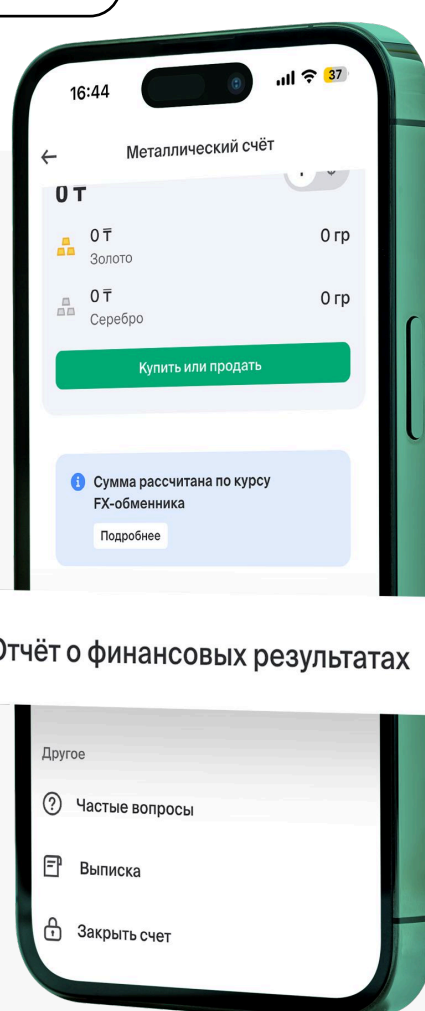 16:44
37
Металлический счёт
0 ₸
0 ₸
0 гр
Золото
0 ₸
0 гр
Серебро
Купить или продать
Сумма рассчитана по курсу
FX-обменника
Подробнее
Отчёт о финансовых результатах
Другое
Частые вопросы
Выписка
Закрыть счет